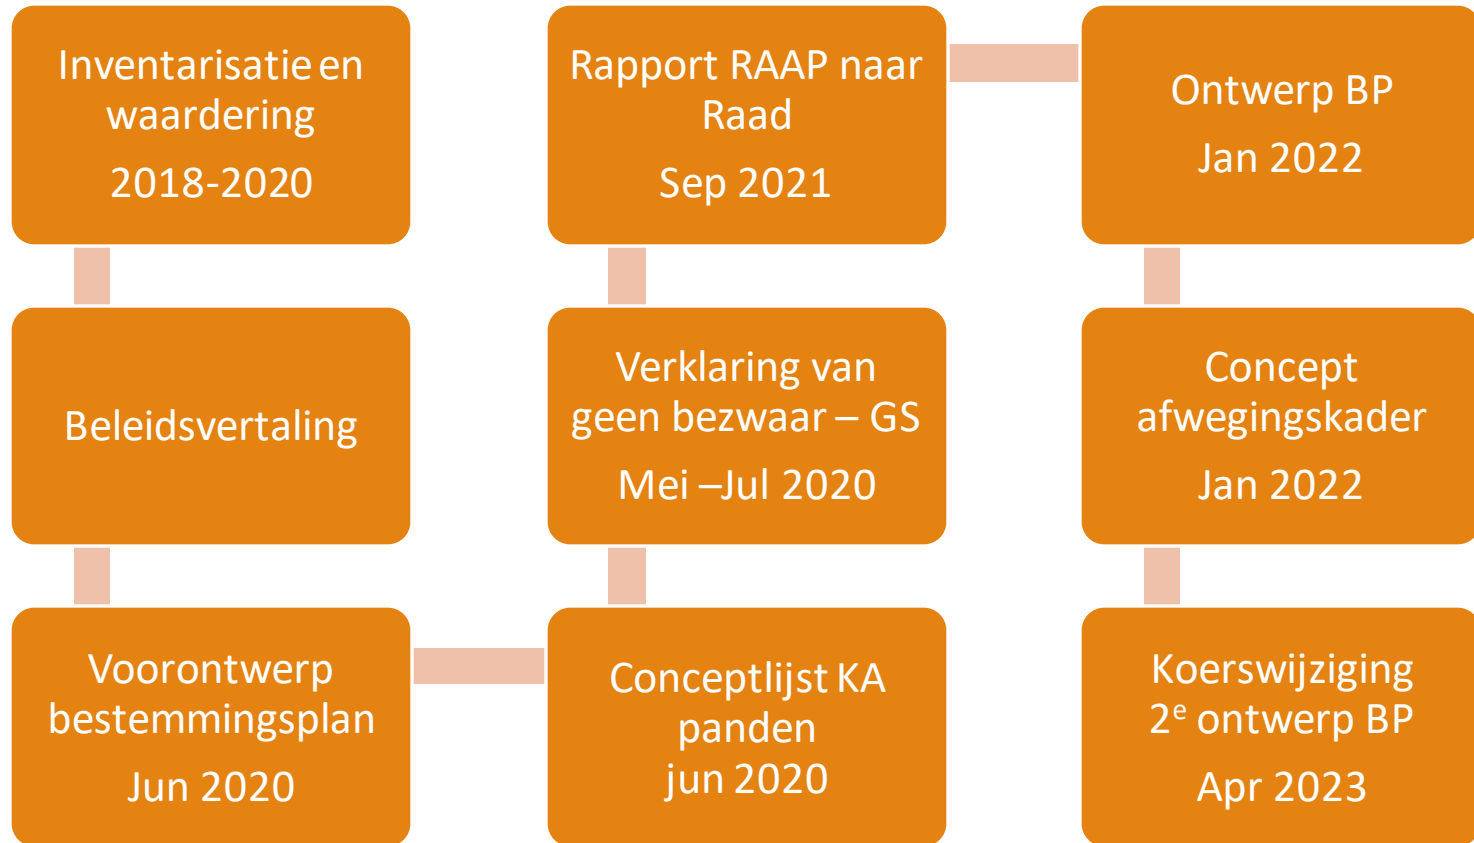 Inventarisatie en
waardering
2018-2020
Beleidsvertaling
Voorontwerp
bestemmingsplan
Jun 2020
Conceptlijst KA
panden
jun 2020
Verklaring van
geen bezwaar – GS
Mei –Jul 2020
Rapport RAAP naar
Raad
Sep 2021
Ontwerp BP
Jan 2022
Concept
afwegingskader
Jan 2022
Koerswijziging
2e ontwerp BP
Apr 2023